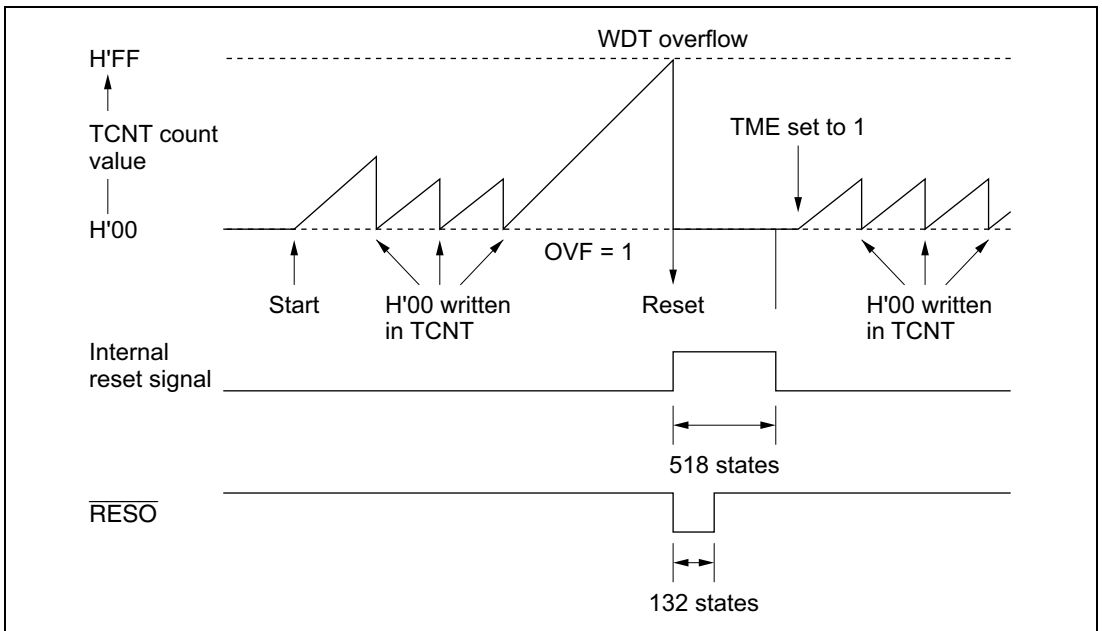 WDT overflow
H'FF
TME set to 1
TCNT count
value
H'00
OVF = 1
Start
H'00 written
in TCNT
Reset
H'00 written
in TCNT
Internal
reset signal
518 states
RESO
132 states